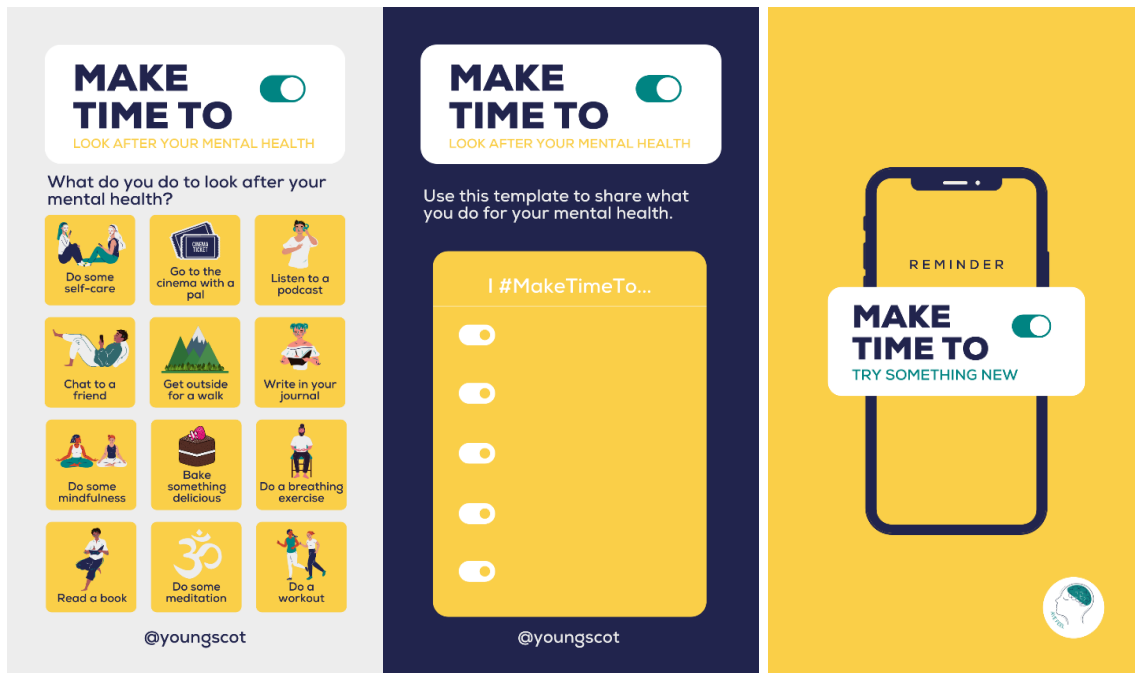 MAKE
TIME TO
LOOK AFTER YOUR MENTAL HEALTH
What do you do to look after your
mental health?
Do some
self-care
CINEMA
TICKET
Go to the
cinema with a
pal
Listen to a
podcast
Chat to a
friend
Get outside
for a walk
Write in your
journal
Do some
mindfulness
Bake
something
delicious
Do a breathing
exercise
Read a book
ॐ
Do some
meditation
Do a
workout
@youngscot
MAKE
TIME TO
LOOK AFTER YOUR MENTAL HEALTH
Use this template to share what
you do for your mental health.
I #MakeTimeTo...
@youngscot
REMINDER
MAKE
TIME TO
TRY SOMETHING NEW